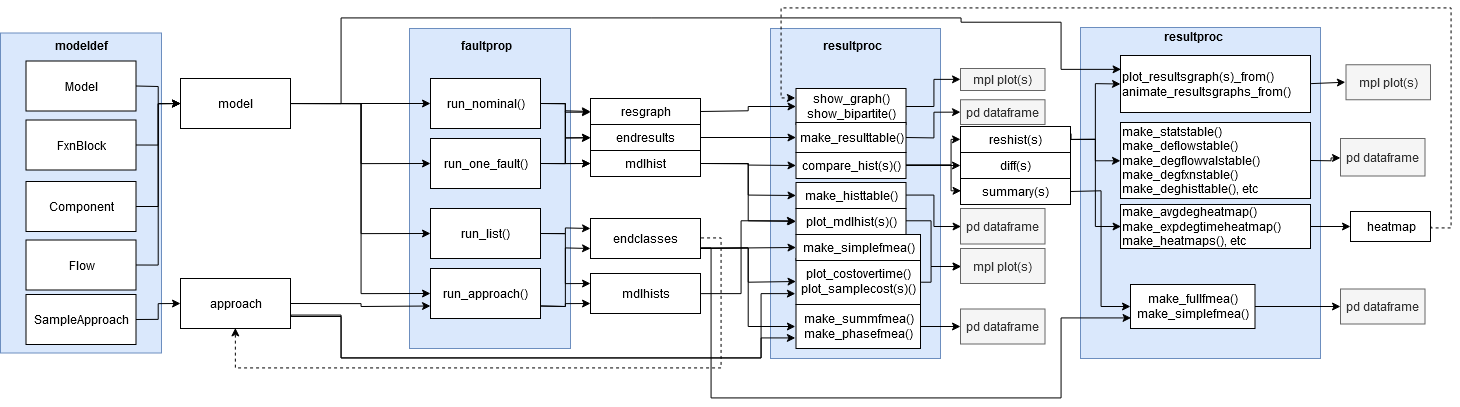 modeldef
Model
FxnBlock
Component
Flow
SampleApproach
model
approach
faultprop
run_nominal()
run_one_fault()
run_list()
run_approach()
resgraph
endresults
mdlhist
endclasses
mdlhists
resultproc
show_graph()
show_bipartite()
make_resulttable()
compare_hist(s)()
make_histtable()
plot_mdlhist(s)()
make_simplefmea()
plot_costovertime()
plot_samplecost(s)()
make_summfmea()
make_phasefmea()
mpl plot(s)
pd dataframe
reshist(s)
diff(s)
summary(s)
pd dataframe
mpl plot(s)
pd dataframe
resultproc
plot_resultsgraph(s)_from()
animate_resultsgraphs_from()
make_statstable()
make_deflowstable()
make_degflowvalstable()
make_degfxnstable()
make_deghisttable(), etc
make_avgdegheatmap()
make_expdegtimeheatmap()
make_heatmaps(), etc
make_fullfmea()
make_simplefmea()
mpl plot(s)
pd dataframe
heatmap
pd dataframe